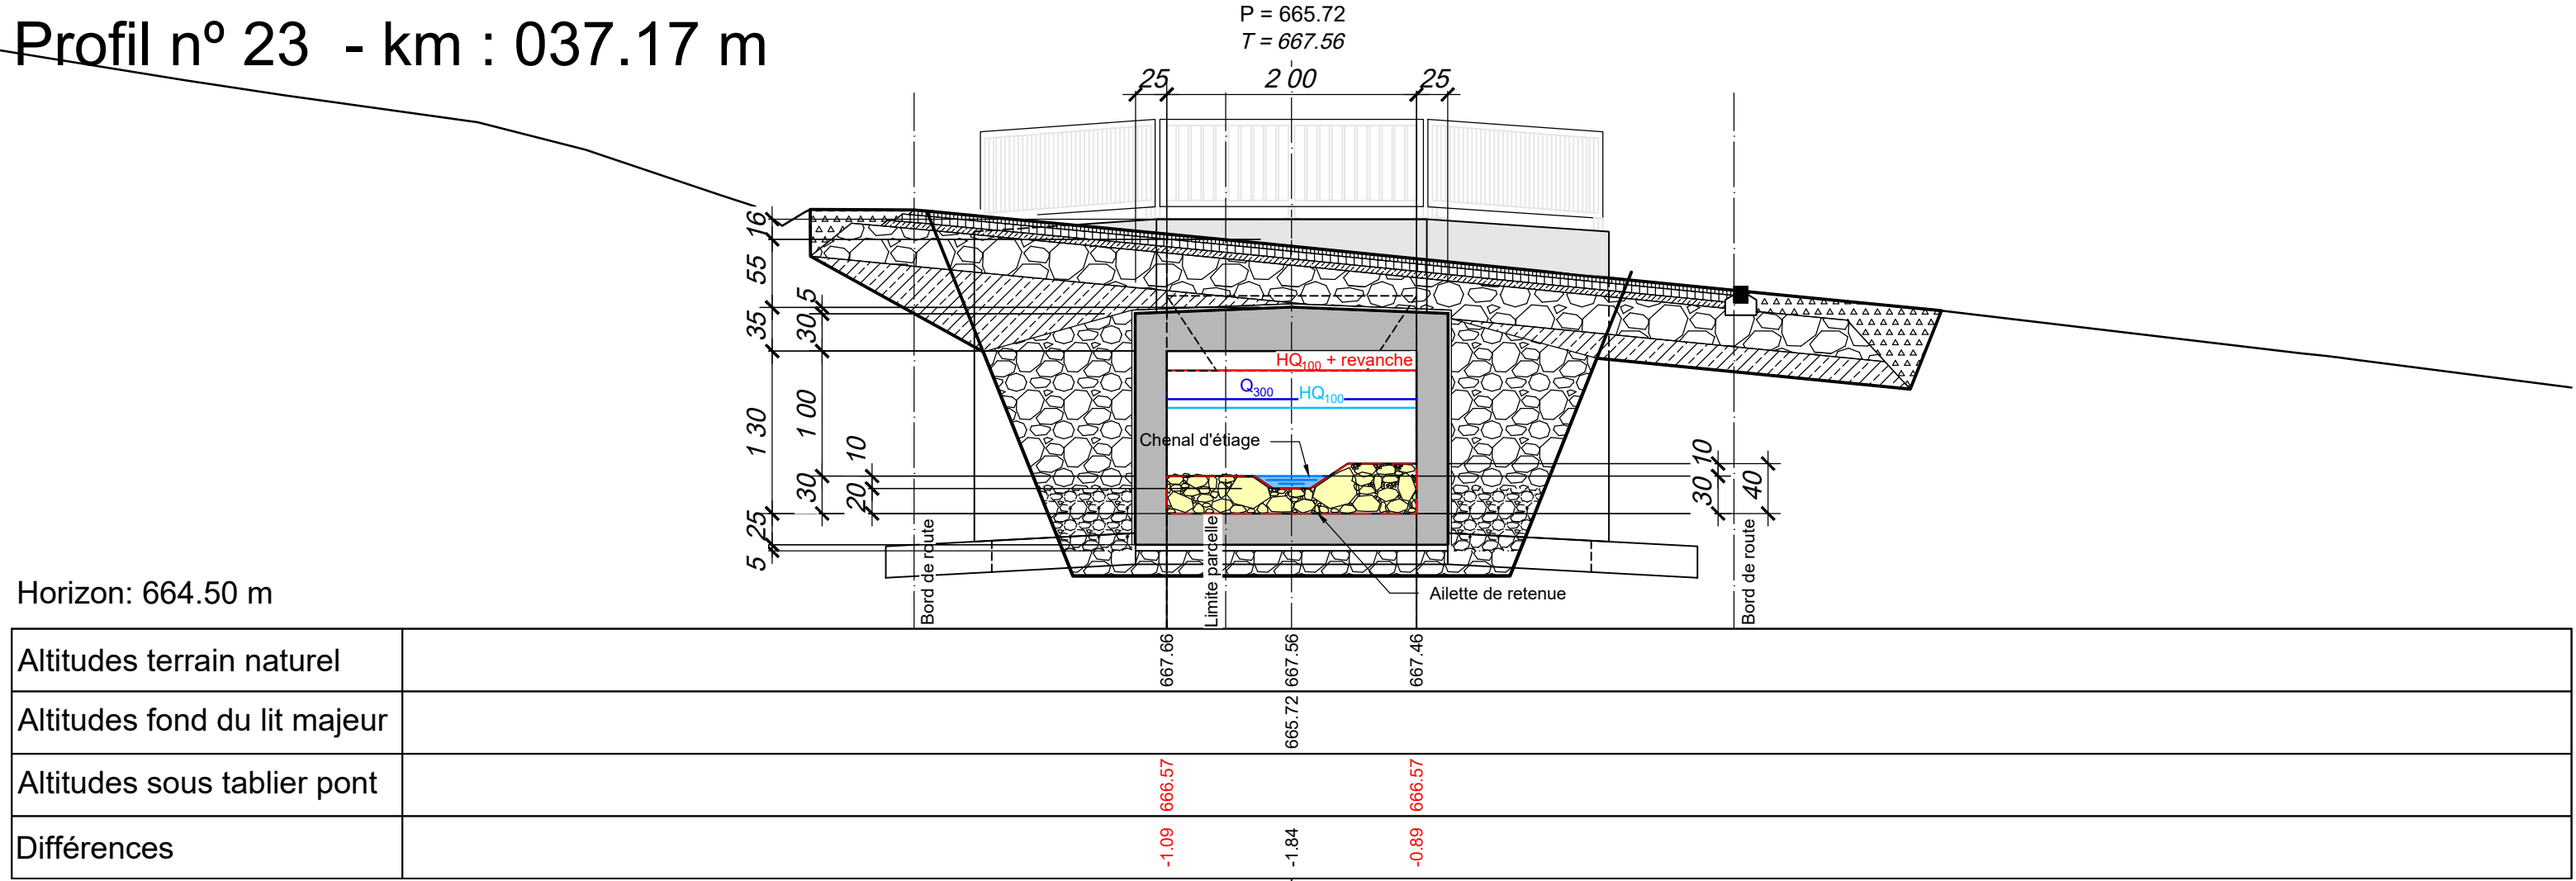 Profil nº 23 - km : 037.17 m
P = 665.72
T = 667.56
25 2 00 25
16
55
5
35
30
1 30
1 00
10
30
20
25
5
10
30
40
HQ100 + revanche
Q300
HQ100
Chenal d'étiage
Ailette de retenue
Bord de route
Limite parcelle
Bord de route
Horizon: 664.50 m
Altitudes terrain naturel 667.66 667.56 667.46
Altitudes fond du lit majeur 665.72
Altitudes sous tablier pont 666.57 666.57
Différences -1.09 -1.84 -0.89